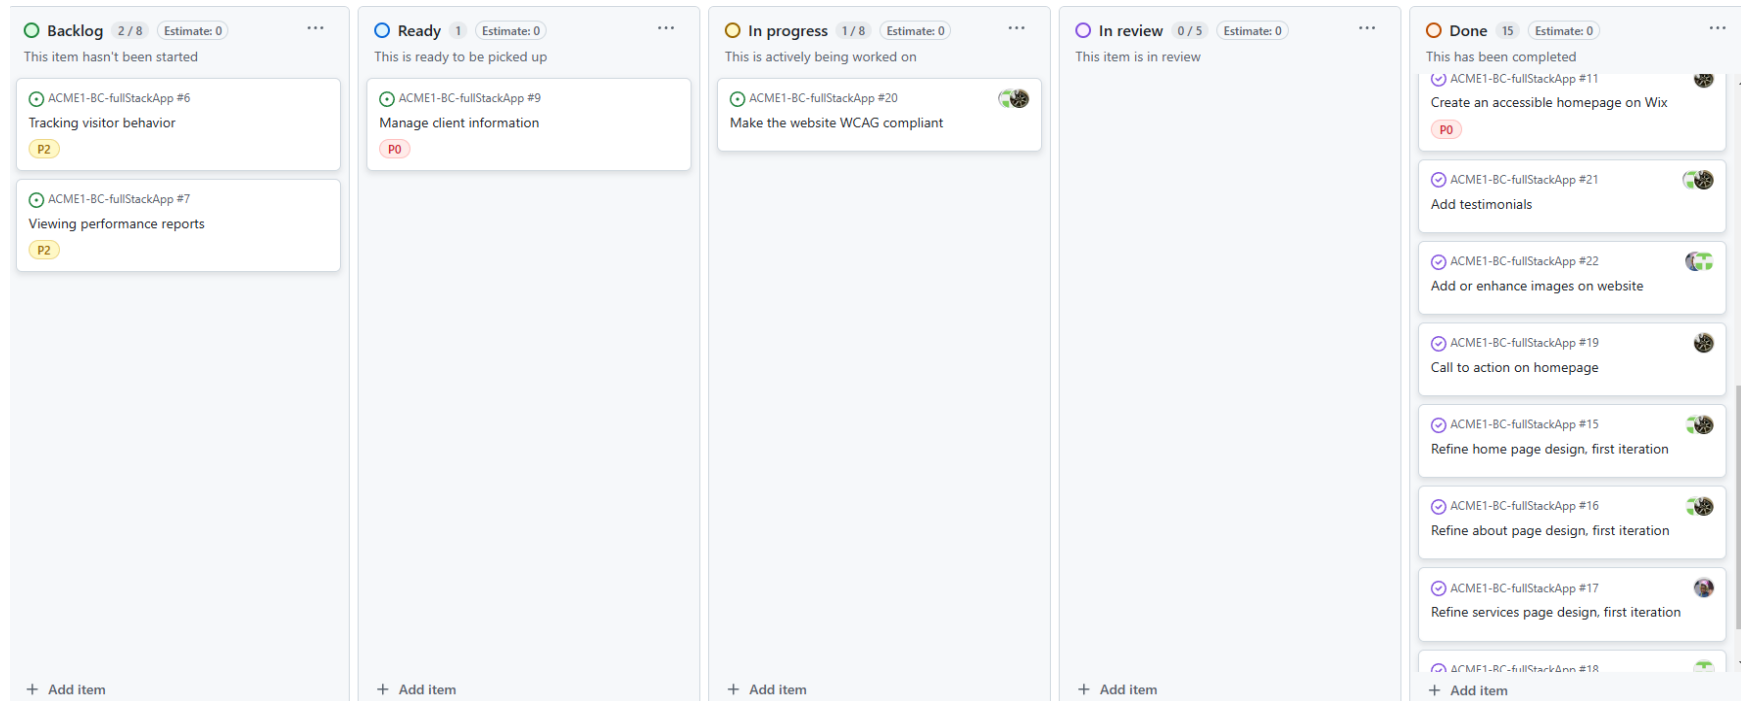 Backlog 2 / 8 Estimate: 0
This item hasn't been started
ACME1-BC-fullStackApp #6
Tracking visitor behavior
P2
ACME1-BC-fullStackApp #7
Viewing performance reports
P2
+ Add item
Ready 1 Estimate: 0
This is ready to be picked up
ACME1-BC-fullStackApp #9
Manage client information
P0
+ Add item
In progress 1 / 8 Estimate: 0
This is actively being worked on
ACME1-BC-fullStackApp #20
Make the website WCAG compliant
+ Add item
In review 0 / 5 Estimate: 0
This item is in review
+ Add item
Done 15 Estimate: 0
This has been completed
ACME1-BC-fullStackApp #11
Create an accessible homepage on Wix
P0
ACME1-BC-fullStackApp #21
Add testimonials
ACME1-BC-fullStackApp #22
Add or enhance images on website
ACME1-BC-fullStackApp #19
Call to action on homepage
ACME1-BC-fullStackApp #15
Refine home page design, first iteration
ACME1-BC-fullStackApp #16
Refine about page design, first iteration
ACME1-BC-fullStackApp #17
Refine services page design, first iteration
ACME1-BC-fullStackApp #18
+ Add item